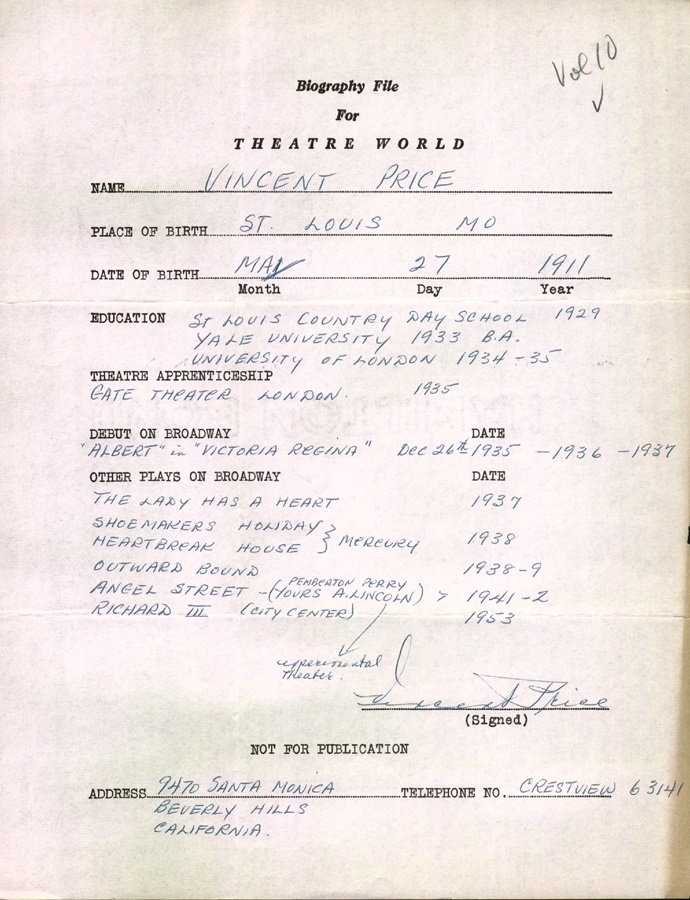 Vol 10
Biography File
For
THEATRE WORLD
NAME VINCENT PRICE
PLACE OF BIRTH ST. LOUIS MO
DATE OF BIRTH MAY 27 1911
Month Day Year
EDUCATION ST LOUIS COUNTRY DAY SCHOOL 1929
YALE UNIVERSITY 1933 B.A.
UNIVERSITY OF LONDON 1934-35
THEATRE APPRENTICESHIP
GATE THEATER LONDON. 1935
DEBUT ON BROADWAY DATE
"ALBERT" in "VICTORIA REGINA" Dec 26th 1935 -1936 -1937
OTHER PLAYS ON BROADWAY DATE
THE LADY HAS A HEART 1937
SHOEMAKERS HOLIDAY } MERCURY 1938
HEARTBREAK HOUSE
OUTWARD BOUND 1938-9
PEMBERTON PERRY
ANGEL STREET - (YOURS A. LINCOLN) > 1941-2
RICHARD III (CITY CENTER) 1953
experimental
theater.
Vincent Price
(Signed)
NOT FOR PUBLICATION
ADDRESS 9470 SANTA MONICA TELEPHONE NO. CRESTVIEW 63141
BEVERLY HILLS
CALIFORNIA.